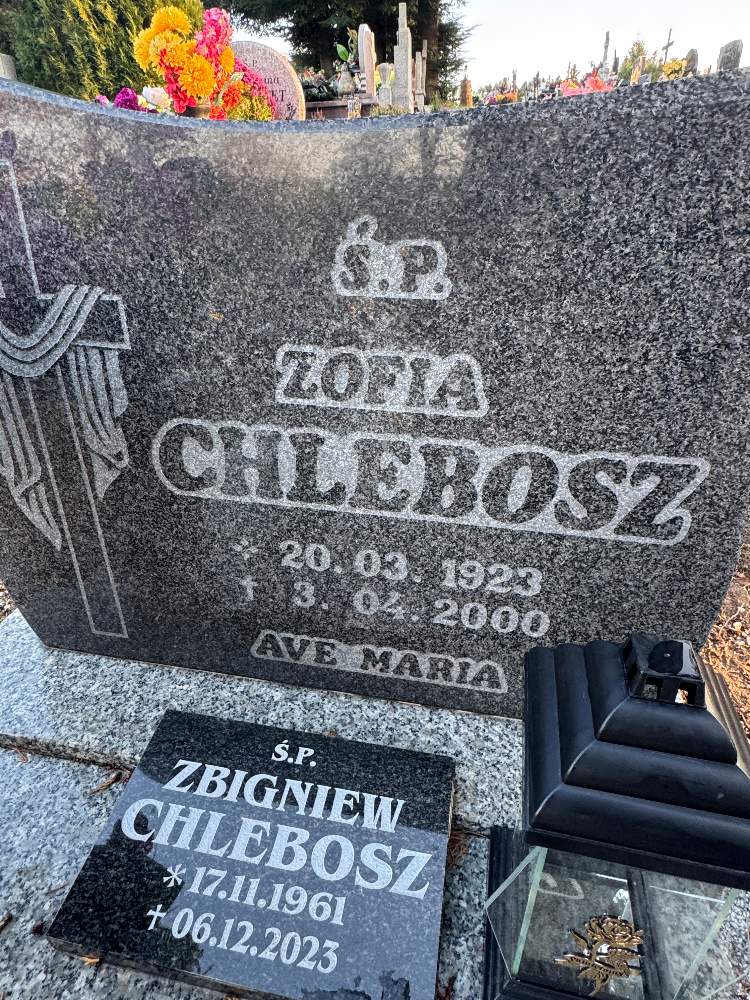 Ś.P.
ZOFIA
CHLEBOSZ
* 20. 03. 1923
† 3. 04. 2000
AVE MARIA
Ś.P.
ZBIGNIEW
CHLEBOSZ
* 17.11.1961
† 06.12.2023